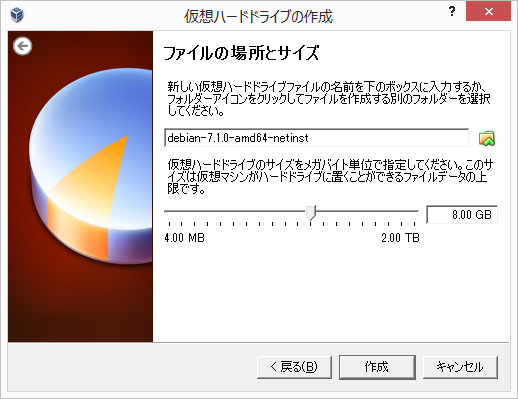 仮想ハードドライブの作成
? ×
ファイルの場所とサイズ
新しい仮想ハードドライブファイルの名前を下のボックスに入力するか、
フォルダーアイコンをクリックしてファイルを作成する別のフォルダーを選択
してください。
debian-7.1.0-amd64-netinst
仮想ハードドライブのサイズをメガバイト単位で指定してください。このサ
イズは仮想マシンがハードドライブに置くことができるファイルデータの上
限です。
8.00 GB
4.00 MB 2.00 TB
< 戻る(B) 作成 キャンセル